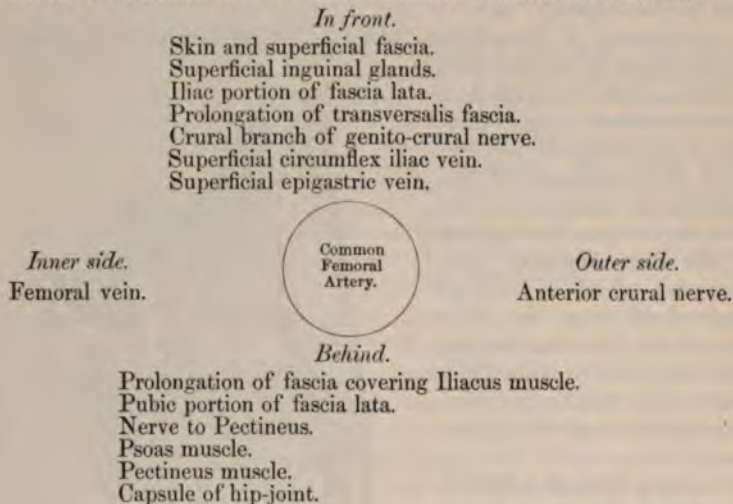 In front.
Skin and superficial fascia.
Superficial inguinal glands.
Iliac portion of fascia lata.
Prolongation of transversalis fascia.
Crural branch of genito-crural nerve.
Superficial circumflex iliac vein.
Superficial epigastric vein.
Inner side.
Femoral vein.
Common
Femoral
Artery.
Outer side.
Anterior crural nerve.
Behind.
Prolongation of fascia covering Iliacus muscle.
Pubic portion of fascia lata.
Nerve to Pectineus.
Psoas muscle.
Pectineus muscle.
Capsule of hip-joint.